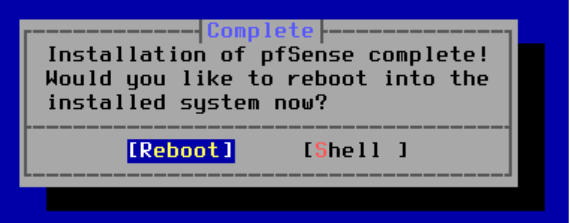 Complete
Installation of pfSense complete!
Would you like to reboot into the
installed system now?
[Reboot] [Shell ]